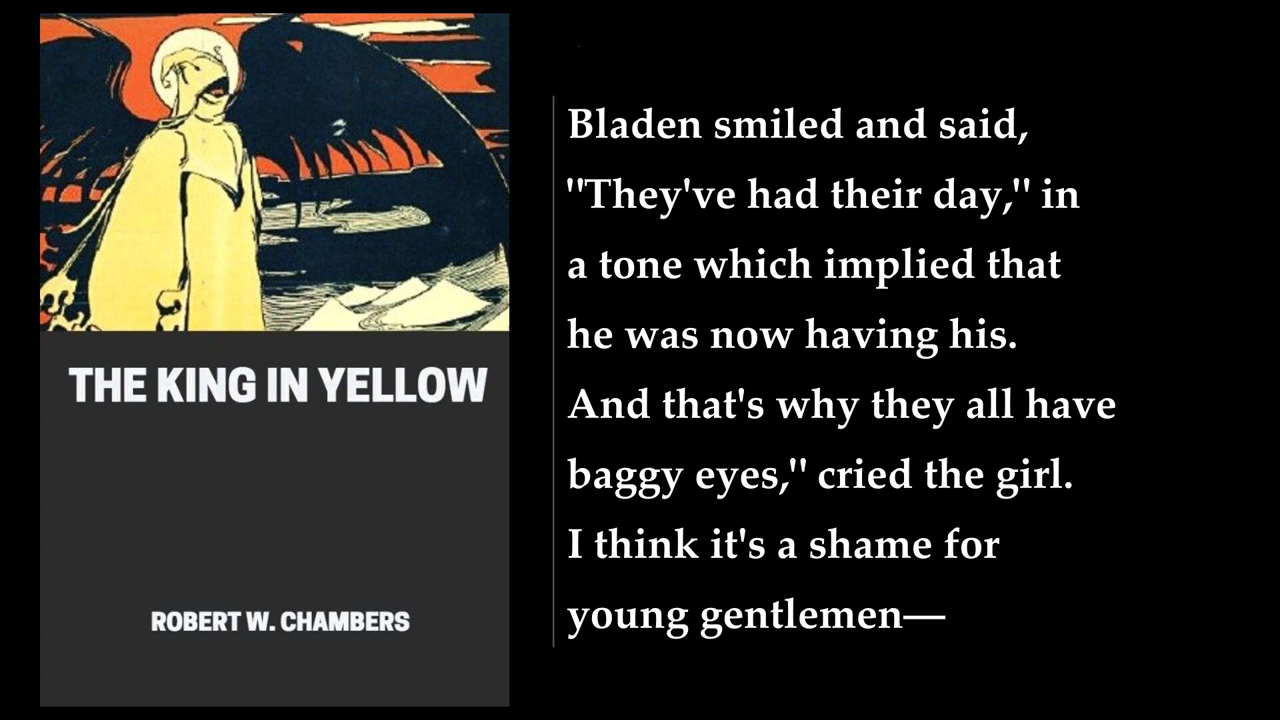 THE KING IN YELLOW
ROBERT W. CHAMBERS
Bladen smiled and said,
"They've had their day," in
a tone which implied that
he was now having his.
And that's why they all have
baggy eyes," cried the girl.
I think it's a shame for
young gentlemen—